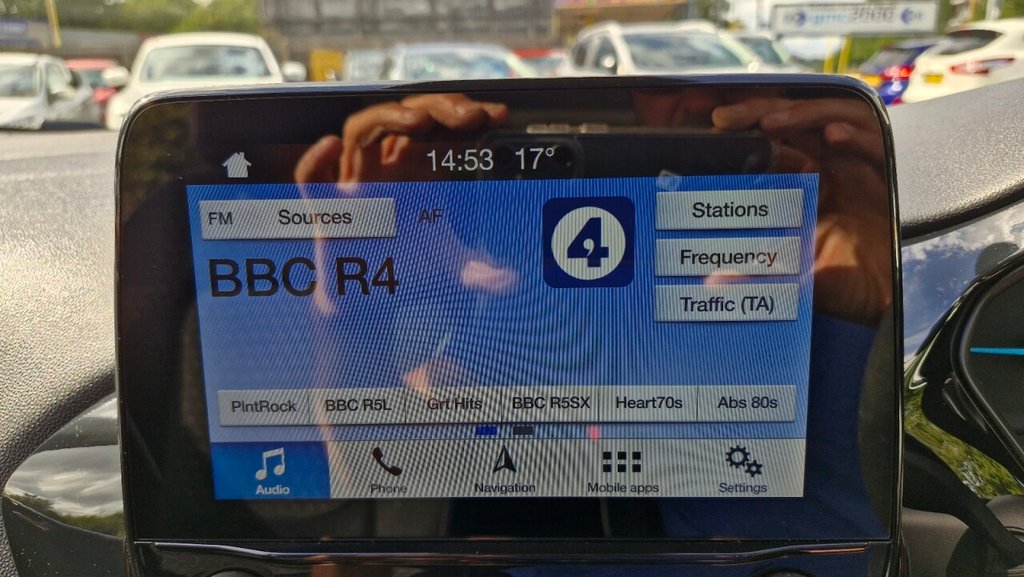 14:53 17°
FM Sources AF
4
Stations
BBC R4
Frequency
Traffic (TA)
PlntRock BBC R5L Grt Hits BBC R5SX Heart70s Abs 80s
Audio Phone Navigation Mobile apps Settings